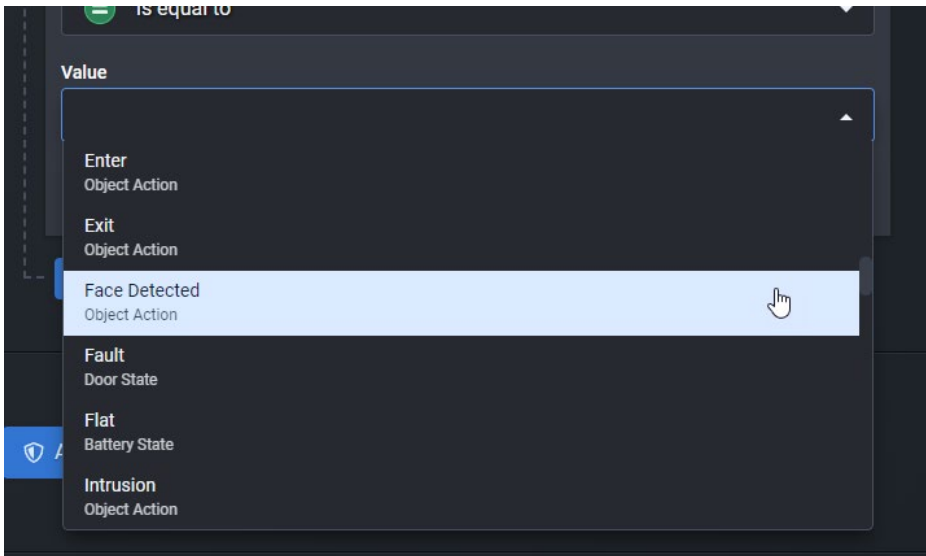 Is equal to
Value
Enter
Object Action
Exit
Object Action
Face Detected
Object Action
Fault
Door State
Flat
Battery State
A
Intrusion
Object Action